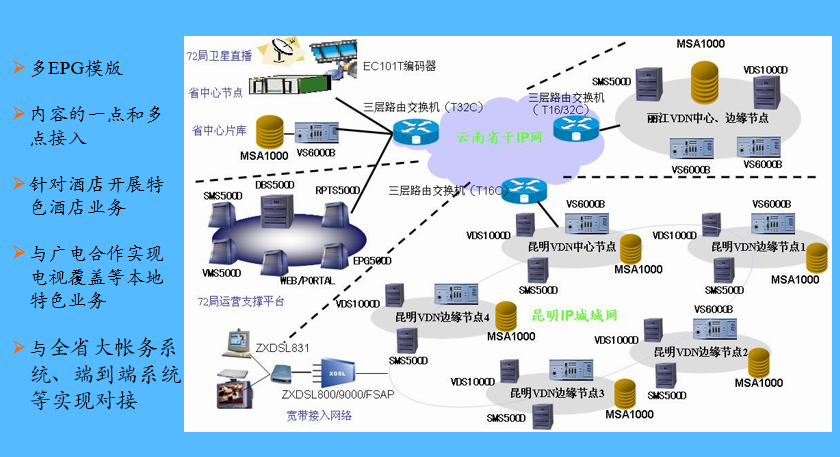 多EPG模版
内容的一点和多
点接入
针对酒店开展特
色酒店业务
与广电合作实现
电视覆盖等本地
特色业务
与全省大帐务系
统、端到端系统
等实现对接
72局卫星直播
EC101T编码器
省中心节点
省中心片库
MSA1000
VS6000B
三层路由交换机（T32C）
云南省干IP网
三层路由交换机
（T16/32C）
MSA1000
SMS500D
VDS1000D
丽江VDN中心、边缘节点
VS6000B
VS6000B
三层路由交换机（T16C）
SMS500D
DBS500D
RPTS500D
VMS500D
WEB/PORTAL
EPG500D
72局运营支撑平台
VS6000B
VDS1000D
昆明VDN中心节点
MSA1000
SMS500D
VS6000B
VDS1000D
昆明VDN边缘节点1
MSA1000
SMS500D
VS6000B
VDS1000D
昆明VDN边缘节点4
MSA1000
SMS500D
昆明IP城域网
VS6000B
VDS1000D
昆明VDN边缘节点2
MSA1000
SMS500D
VDS1000D
昆明VDN边缘节点3
MSA1000
SMS500D
ZXDSL831
XDSL
ZXDSL800/9000/FSAP
宽带接入网络